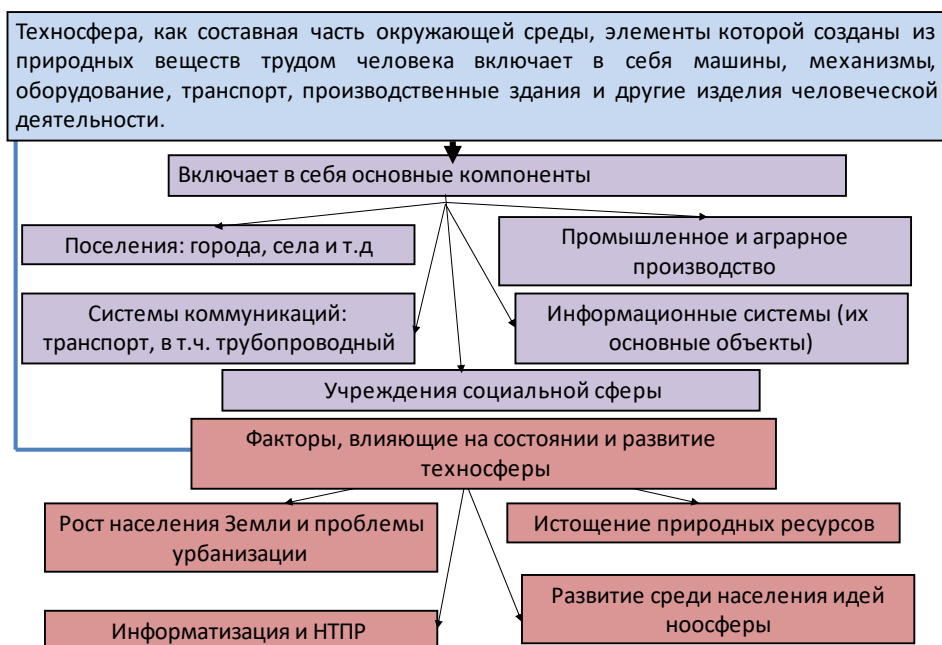 Техносфера, как составная часть окружающей среды, элементы которой созданы из
природных веществ трудом человека включает в себя машины, механизмы,
оборудование, транспорт, производственные здания и другие изделия человеческой
деятельности.
Включает в себя основные компоненты
Поселения: города, села и т.д
Промышленное и аграрное
производство
Системы коммуникаций:
транспорт, в т.ч. трубопроводный
Информационные системы (их
основные объекты)
Учреждения социальной сферы
Факторы, влияющие на состоянии и развитие
техносферы
Рост населения Земли и проблемы
урбанизации
Истощение природных ресурсов
Информатизация и НТПР
Развитие среди населения идей
ноосферы